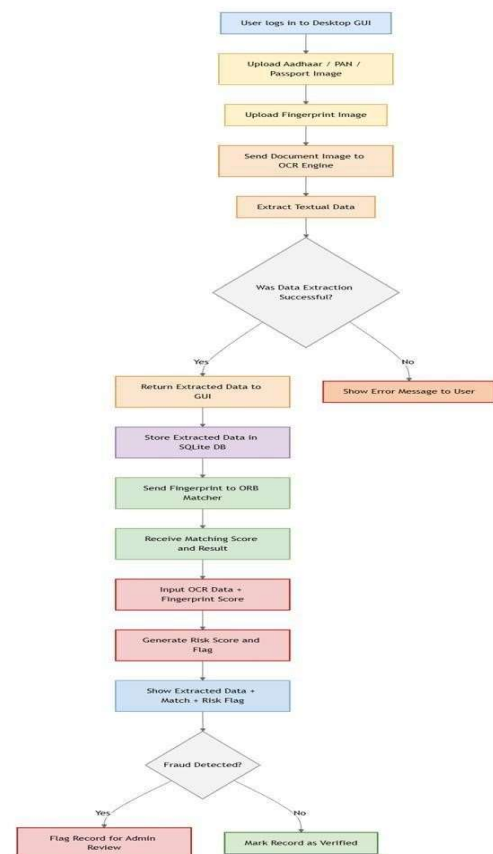 User logs in to Desktop GUI
Upload Aadhaar / PAN /
Passport Image
Upload Fingerprint Image
Send Document Image to
OCR Engine
Extract Textual Data
Was Data Extraction
Successful?
Yes
No
Return Extracted Data to
GUI
Show Error Message to User
Store Extracted Data in
SQLite DB
Send Fingerprint to ORB
Matcher
Receive Matching Score
and Result
Input OCR Data +
Fingerprint Score
Generate Risk Score and
Flag
Show Extracted Data +
Match + Risk Flag
Fraud Detected?
Yes
No
Flag Record for Admin
Review
Mark Record as Verified